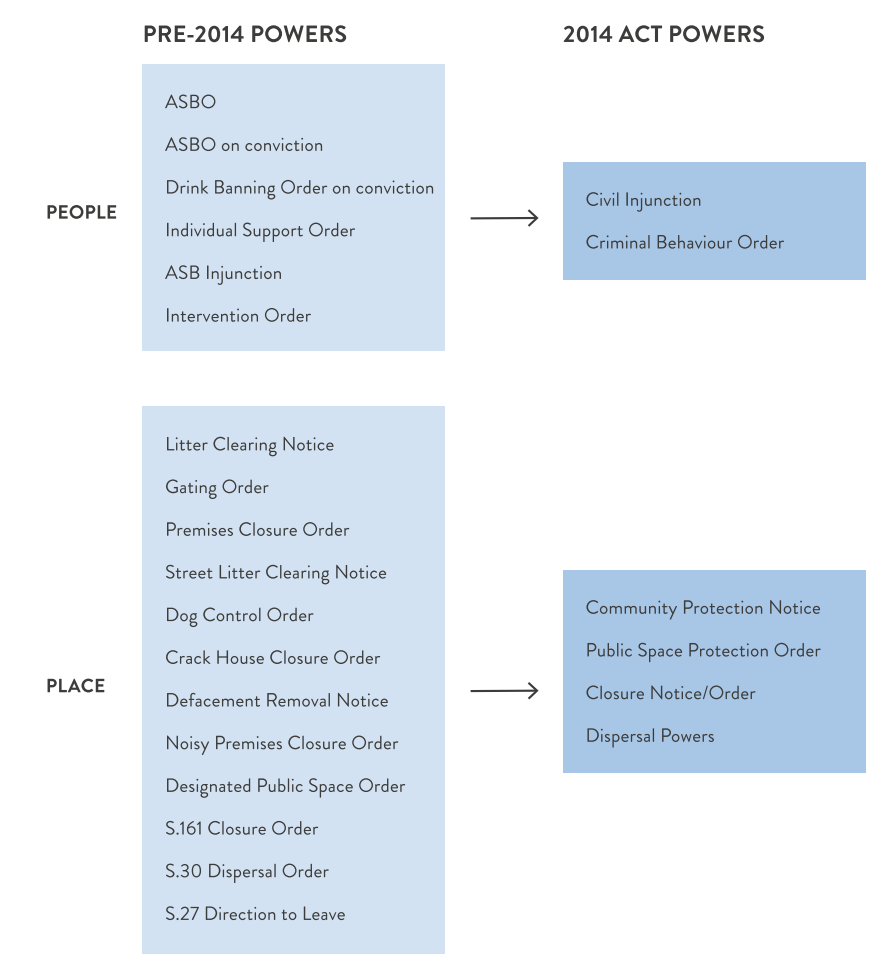 PRE-2014 POWERS
2014 ACT POWERS
PEOPLE
ASBO
ASBO on conviction
Drink Banning Order on conviction
Individual Support Order
ASB Injunction
Intervention Order
Civil Injunction
Criminal Behaviour Order
PLACE
Litter Clearing Notice
Gating Order
Premises Closure Order
Street Litter Clearing Notice
Dog Control Order
Crack House Closure Order
Defacement Removal Notice
Noisy Premises Closure Order
Designated Public Space Order
S.161 Closure Order
S.30 Dispersal Order
S.27 Direction to Leave
Community Protection Notice
Public Space Protection Order
Closure Notice/Order
Dispersal Powers